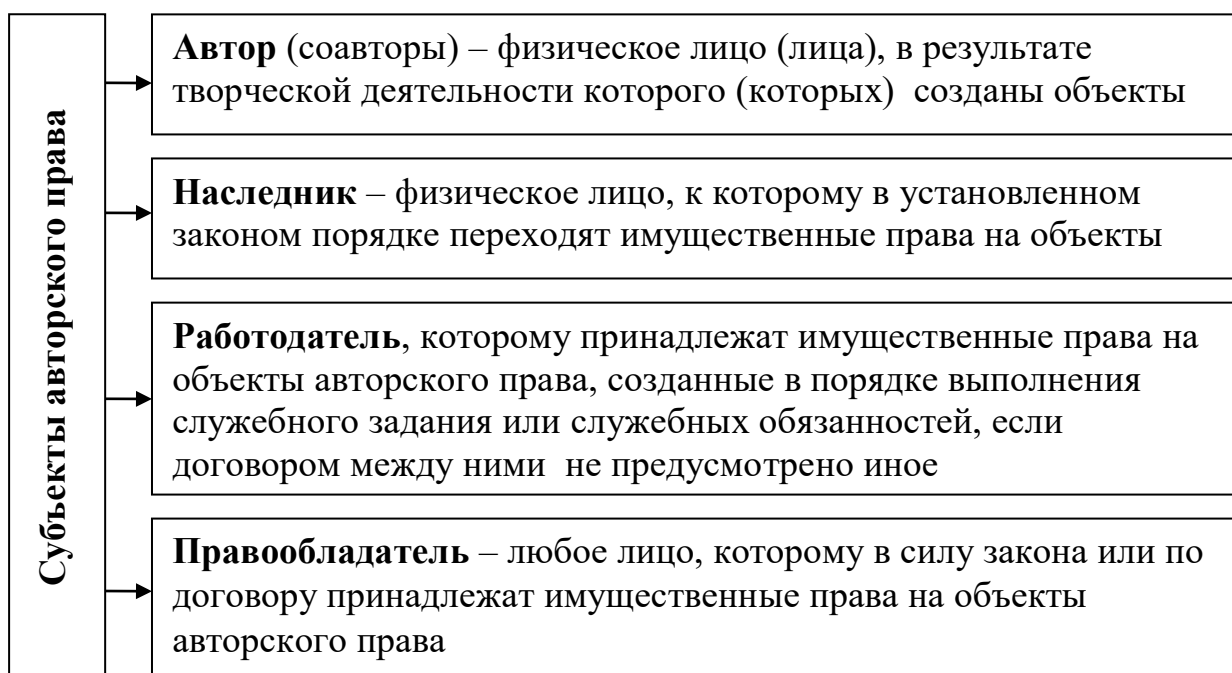 Субъекты авторского права
Автор (соавторы) – физическое лицо (лица), в результате
творческой деятельности которого (которых) созданы объекты
Наследник – физическое лицо, к которому в установленном
законом порядке переходят имущественные права на объекты
Работодатель, которому принадлежат имущественные права на
объекты авторского права, созданные в порядке выполнения
служебного задания или служебных обязанностей, если
договором между ними не предусмотрено иное
Правообладатель – любое лицо, которому в силу закона или по
договору принадлежат имущественные права на объекты
авторского права